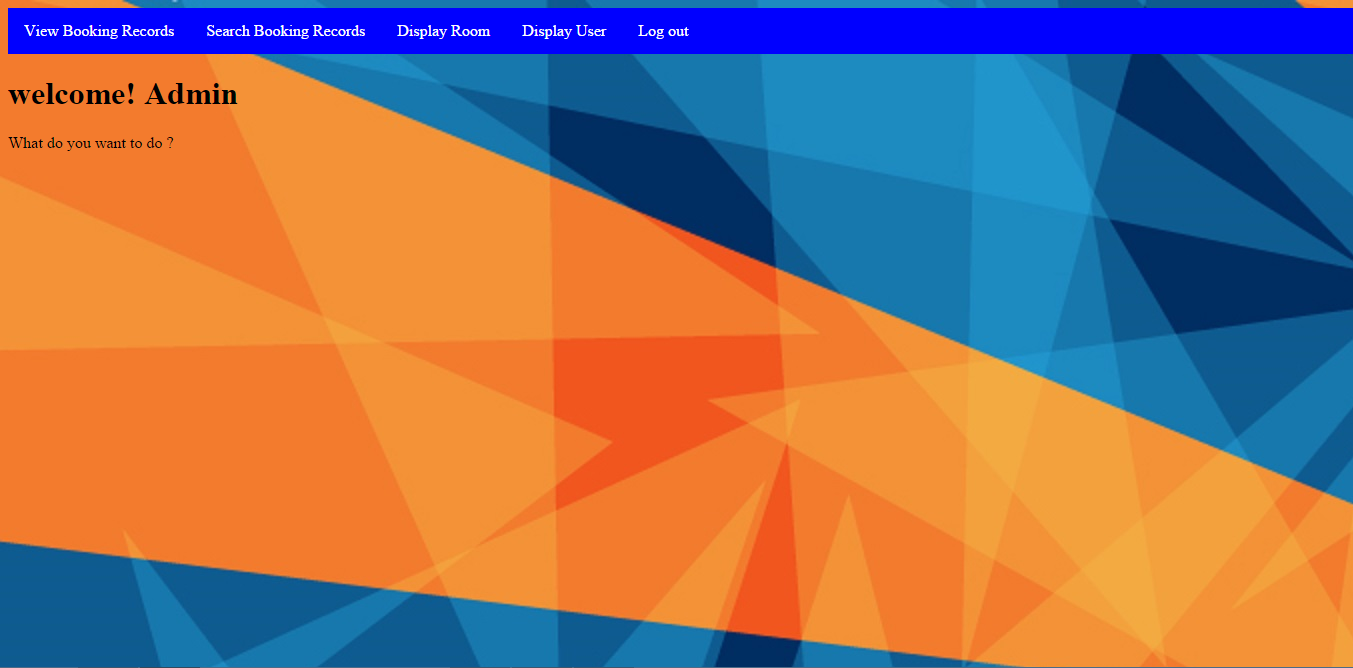 View Booking Records Search Booking Records Display Room Display User Log out
welcome! Admin
What do you want to do ?